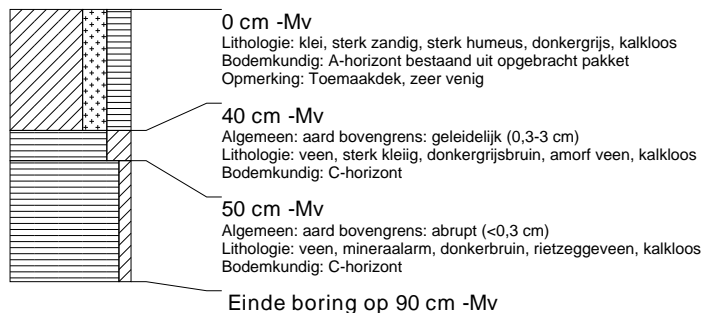 0 cm -Mv
Lithologie: klei, sterk zandig, sterk humeus, donkergrijs, kalkloos
Bodemkundig: A-horizont bestaand uit opgebracht pakket
Opmerking: Toemaakdek, zeer venig
40 cm -Mv
Algemeen: aard bovengrens: geleidelijk (0,3-3 cm)
Lithologie: veen, sterk kleiig, donkergrijsbruin, amorf veen, kalkloos
Bodemkundig: C-horizont
50 cm -Mv
Algemeen: aard bovengrens: abrupt (<0,3 cm)
Lithologie: veen, mineraalarm, donkerbruin, rietzeggeveen, kalkloos
Bodemkundig: C-horizont
Einde boring op 90 cm -Mv